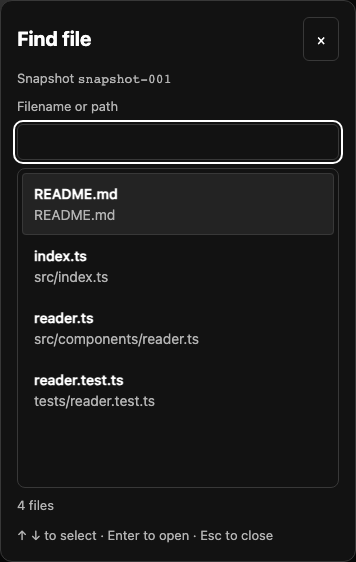 Find file
×
Snapshot snapshot-001
Filename or path
README.md
README.md
index.ts
src/index.ts
reader.ts
src/components/reader.ts
reader.test.ts
tests/reader.test.ts
4 files
↑ ↓ to select · Enter to open · Esc to close